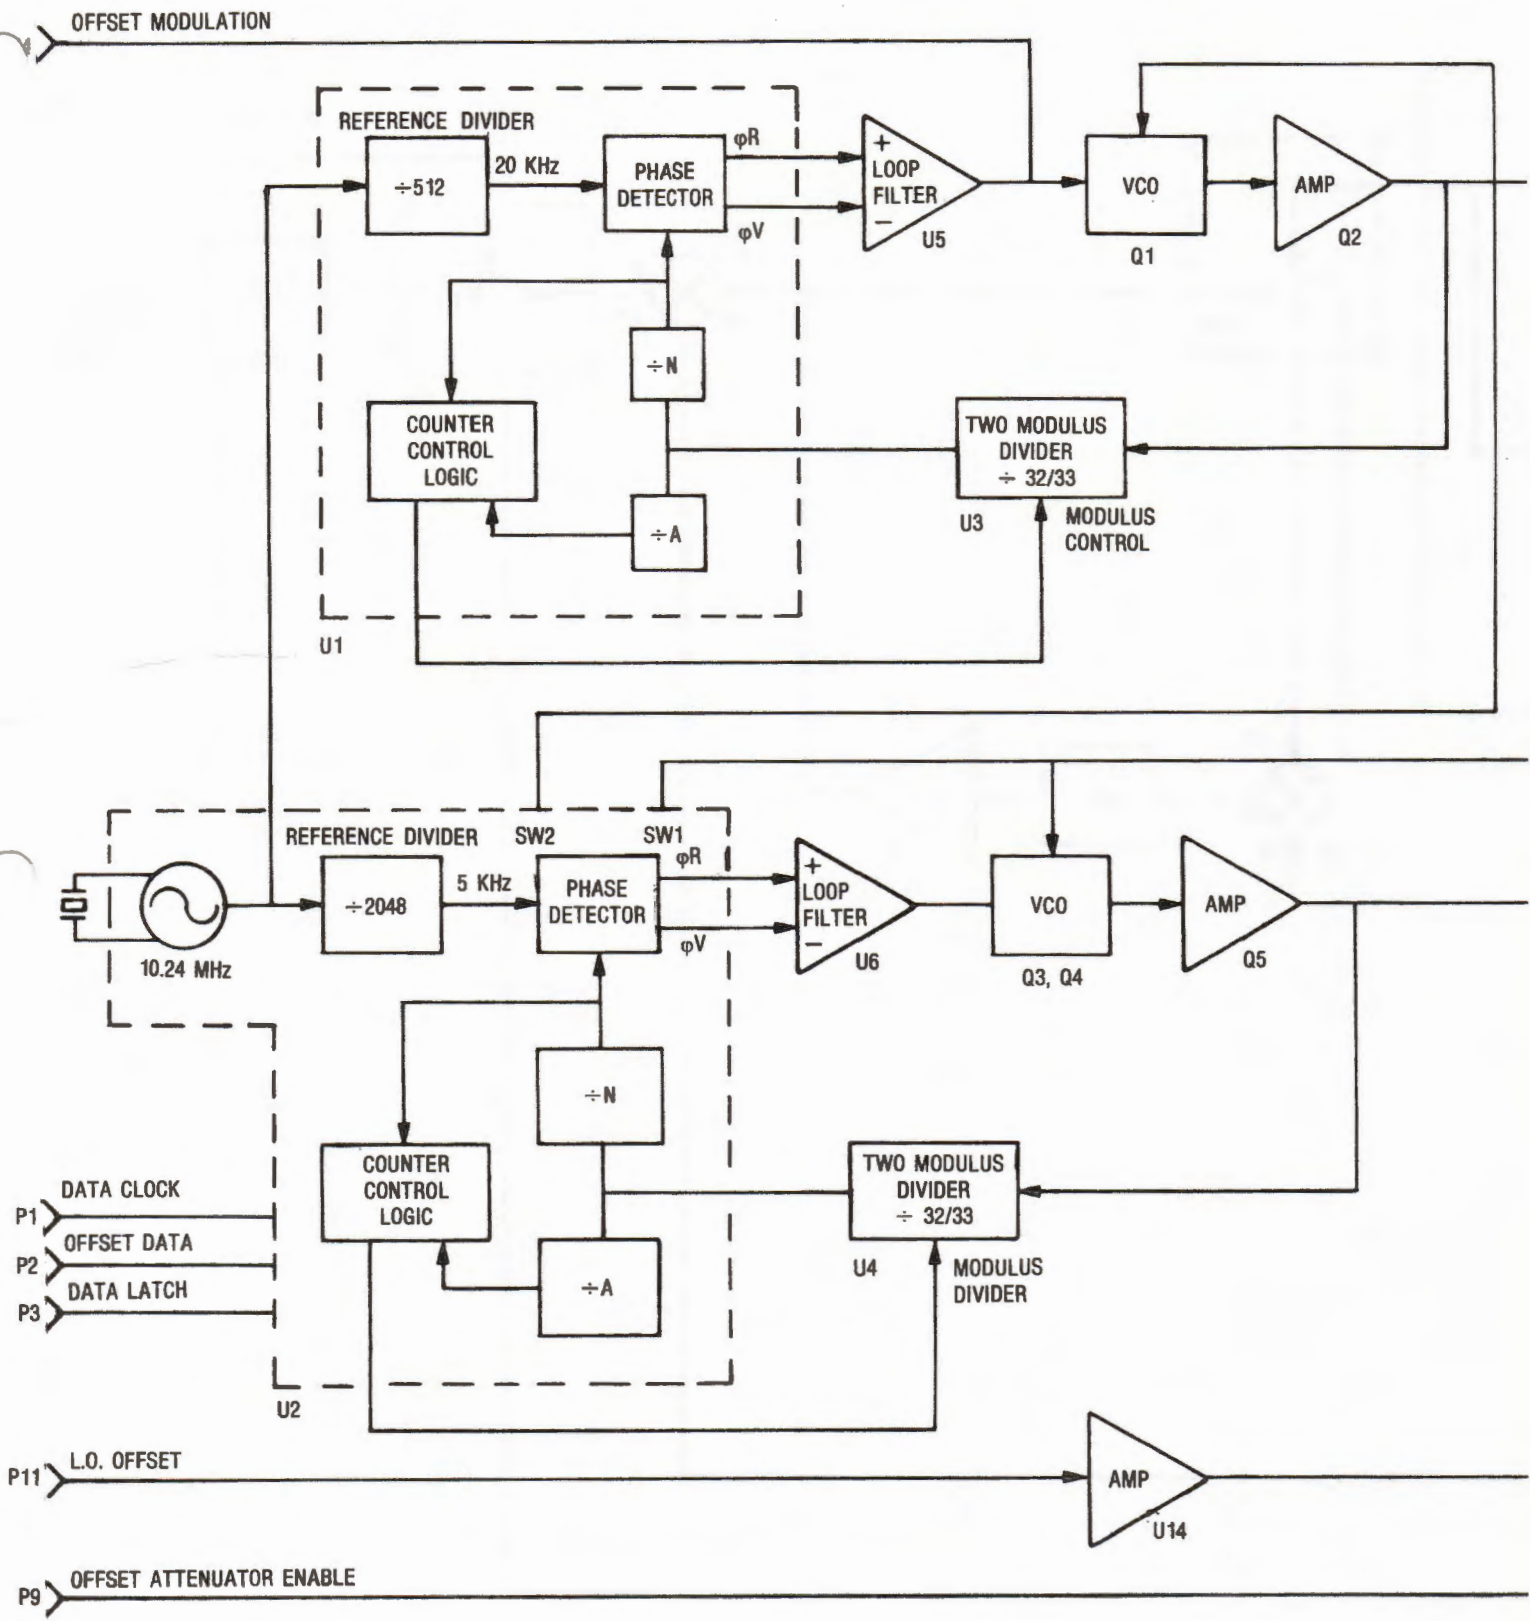 OFFSET MODULATION
REFERENCE DIVIDER
÷512
20 KHz
PHASE
DETECTOR
φR
φV
+
LOOP
FILTER
−
U5
VCO
Q1
AMP
Q2
÷N
COUNTER
CONTROL
LOGIC
÷A
TWO MODULUS
DIVIDER
÷ 32/33
U3
MODULUS
CONTROL
U1
REFERENCE DIVIDER
SW2
SW1
10.24 MHz
÷2048
5 KHz
PHASE
DETECTOR
φR
φV
+
LOOP
FILTER
−
U6
VCO
Q3, Q4
AMP
Q5
÷N
COUNTER
CONTROL
LOGIC
÷A
TWO MODULUS
DIVIDER
÷ 32/33
U4
MODULUS
DIVIDER
P1
DATA CLOCK
P2
OFFSET DATA
P3
DATA LATCH
U2
P11
L.O. OFFSET
AMP
U14
P9
OFFSET ATTENUATOR ENABLE